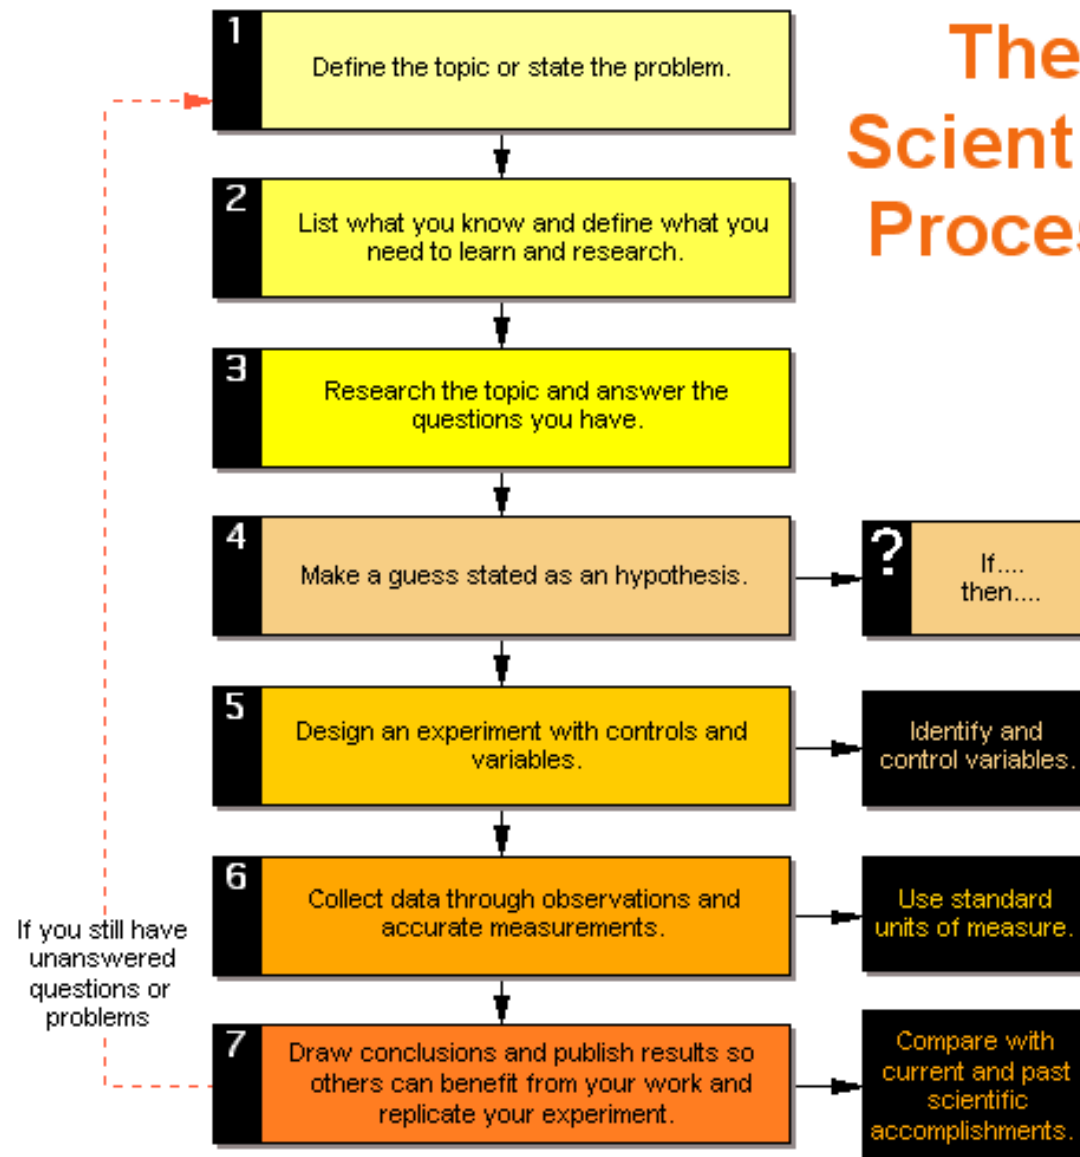 The
Scient
Proces
1
Define the topic or state the problem.
2
List what you know and define what you
need to learn and research.
3
Research the topic and answer the
questions you have.
4
Make a guess stated as an hypothesis.
?
If....
then....
5
Design an experiment with controls and
variables.
Identify and
control variables.
6
Collect data through observations and
accurate measurements.
Use standard
units of measure.
If you still have
unanswered
questions or
problems
7
Draw conclusions and publish results so
others can benefit from your work and
replicate your experiment.
Compare with
current and past
scientific
accomplishments.